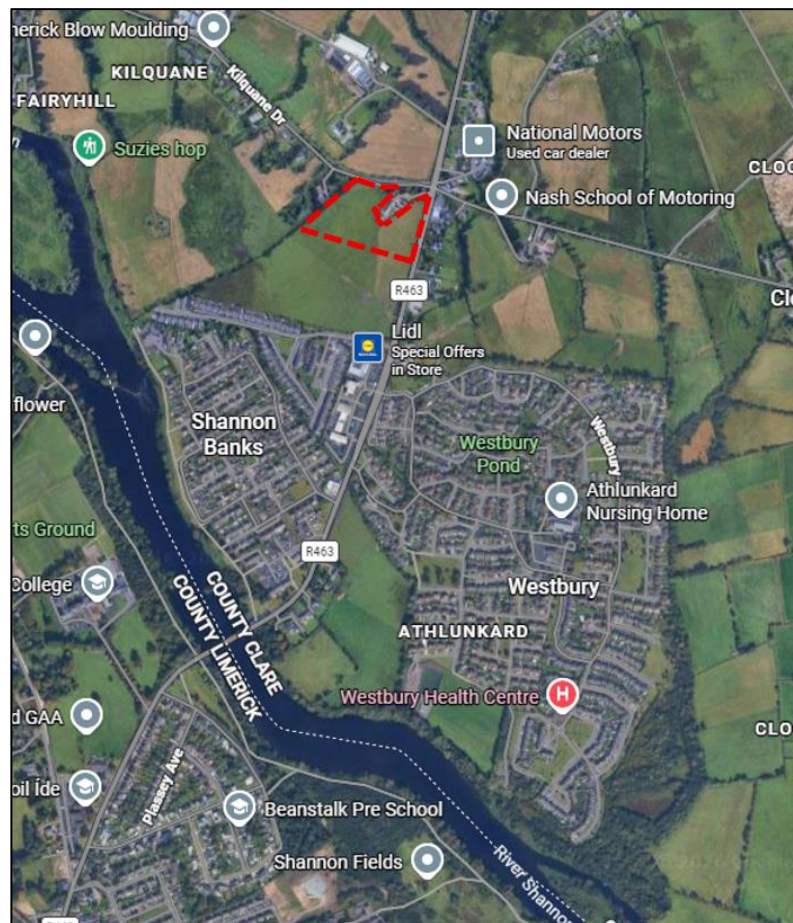 nerick Blow Moulding
KILQUANE
Kilquane Dr
FAIRYHILL
Suzies hop
National Motors
Used car dealer
CLOO
Nash School of Motoring
R463
Clo
Lidl
Special Offers
in Store
flower
Shannon
Banks
Westbury
Pond
Westbury
Athlunkard
Nursing Home
rts Ground
R463
College
COUNTY CLARE
COUNTY LIMERICK
Westbury
ATHLUNKARD
Westbury Health Centre
d GAA
CLO
Plassey Ave
oil Íde
Beanstalk Pre School
Shannon Fields
River Shannon